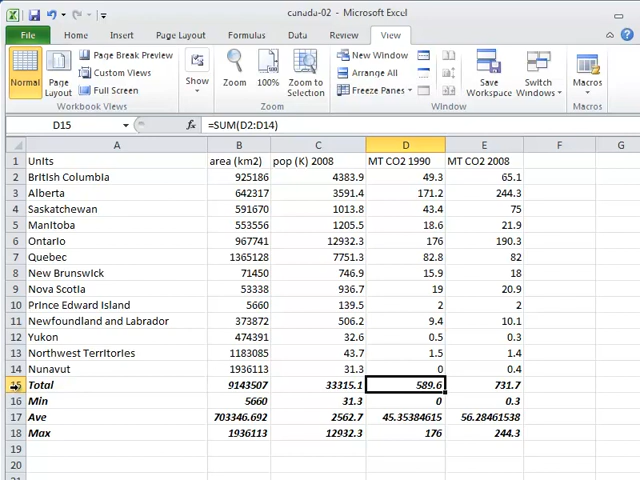 canada-02 - Microsoft Excel
File Home Insert Page Layout Formulas Data Review View
Normal Page Layout Page Break Preview Custom Views Full Screen Workbook Views
Show
Zoom 100% Zoom to Selection Zoom
New Window Arrange All Freeze Panes Save Workspace Switch Windows Window
Macros Macros
D15 fx =SUM(D2:D14)
A B C D E F G
1 Units area (km2) pop (K) 2008 MT CO2 1990 MT CO2 2008
2 British Columbia 925186 4383.9 49.3 65.1
3 Alberta 642317 3591.4 171.2 244.3
4 Saskatchewan 591670 1013.8 43.4 75
5 Manitoba 553556 1205.5 18.6 21.9
6 Ontario 967741 12932.3 176 190.3
7 Quebec 1365128 7751.3 82.8 82
8 New Brunswick 71450 746.9 15.9 18
9 Nova Scotia 53338 936.7 19 20.9
10 Prince Edward Island 5660 139.5 2 2
11 Newfoundland and Labrador 373872 506.2 9.4 10.1
12 Yukon 474391 32.6 0.5 0.3
13 Northwest Territories 1183085 43.7 1.5 1.4
14 Nunavut 1936113 31.3 0 0.4
15 Total 9143507 33315.1 589.6 731.7
16 Min 5660 31.3 0 0.3
17 Ave 703346.692 2562.7 45.35384615 56.28461538
18 Max 1936113 12932.3 176 244.3
19
20